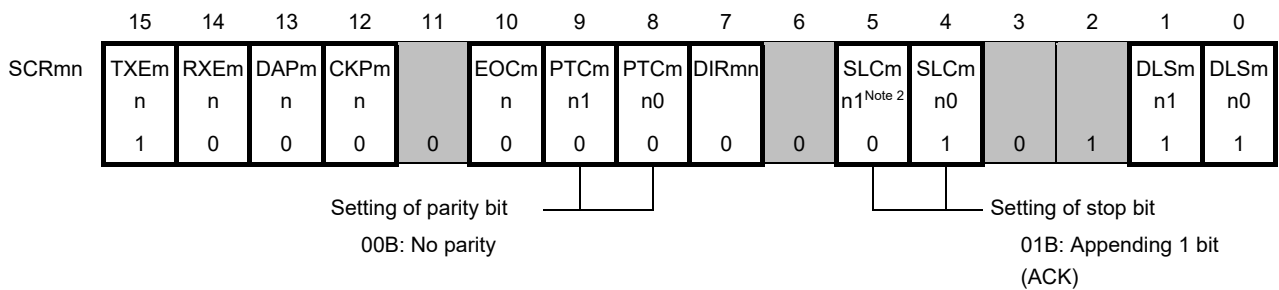 15 14 13 12 11 10 9 8 7 6 5 4 3 2 1 0
SCRmn TXEm RXEm DAPm CKPm EOCm PTCm PTCm DIRmn SLCm SLCm DLSm DLSm
n n n n n n1 n0 n1 Note 2 n0 n1 n0
1 0 0 0 0 0 0 0 0 0 0 1 0 1 1 1
Setting of parity bit Setting of stop bit
00B: No parity 01B: Appending 1 bit
(ACK)